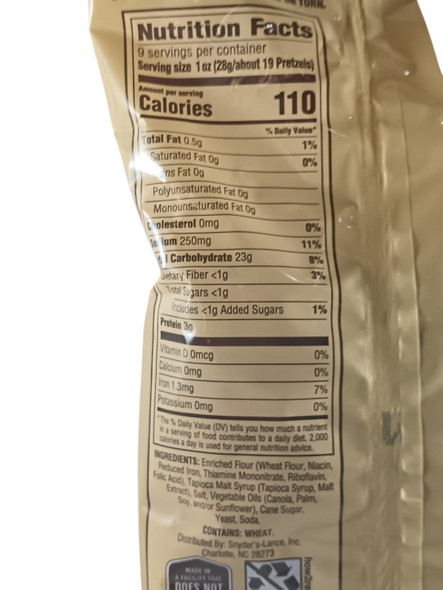 TURN.
Nutrition Facts
9 servings per container
Serving size 1 oz (28g/about 19 Pretzels)
Amount per serving
Calories 110
% Daily Value*
Total Fat 0.5g 1%
Saturated Fat 0g 0%
ns Fat 0g
Polyunsaturated Fat 0g
Monounsaturated Fat 0g
olesterol 0mg 0%
ium 250mg 11%
l Carbohydrate 23g 8%
Dietary Fiber <1g 3%
Total Sugars <1g
Includes <1g Added Sugars 1%
Protein 3g
Vitamin D 0mcg 0%
Calcium 0mg 0%
Iron 1.3mg 7%
Potassium 0mg 0%
*The % Daily Value (DV) tells you how much a nutrient
in a serving of food contributes to a daily diet. 2,000
calories a day is used for general nutrition advice.
INGREDIENTS: Enriched Flour (Wheat Flour, Niacin,
Reduced Iron, Thiamine Mononitrate, Riboflavin,
Folic Acid), Tapioca Malt Syrup (Tapioca Syrup, Malt
Extract), Salt, Vegetable Oils (Canola, Palm,
Soy, and/or Sunflower), Cane Sugar,
Yeast, Soda.
CONTAINS: WHEAT.
Distributed By: Snyder's-Lance, Inc.
Charlotte, NC 28273
MADE IN
A FACILITY THAT
DOES NOT
how2re